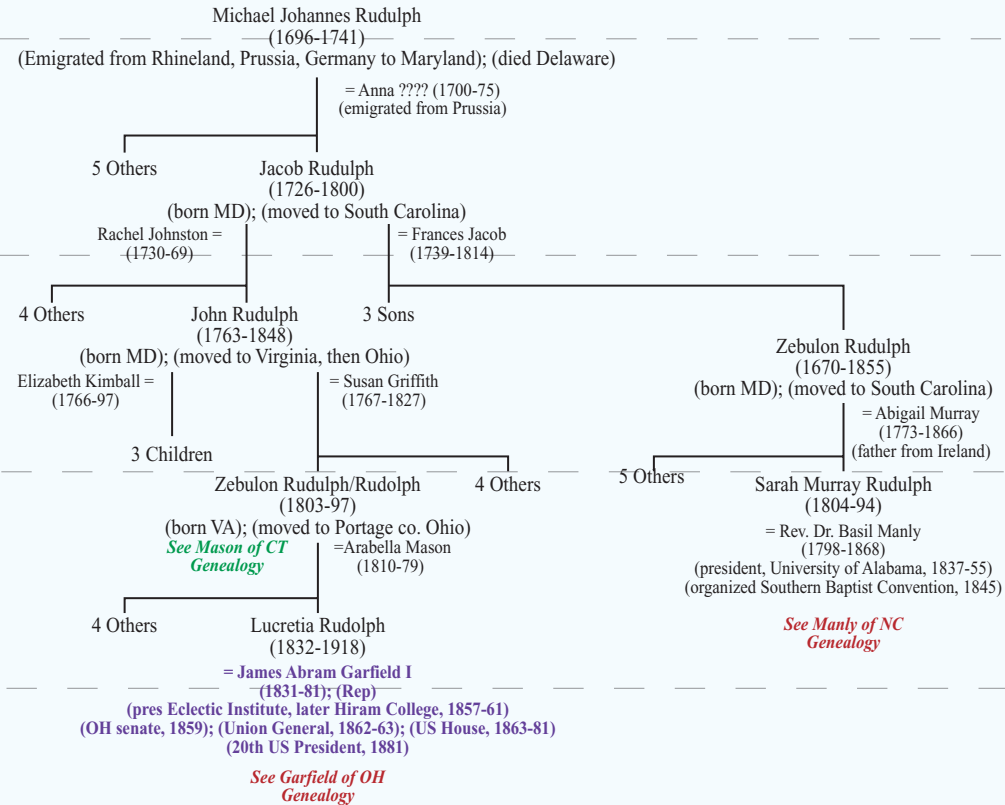 Michael Johannes Rudulph
(1696-1741)
(Emigrated from Rhineland, Prussia, Germany to Maryland); (died Delaware)
= Anna ???? (1700-75)
(emigrated from Prussia)
5 Others
Jacob Rudulph
(1726-1800)
(born MD); (moved to South Carolina)
Rachel Johnston =
(1730-69)
= Frances Jacob
(1739-1814)
4 Others
John Rudulph
(1763-1848)
(born MD); (moved to Virginia, then Ohio)
3 Sons
Zebulon Rudulph
(1670-1855)
(born MD); (moved to South Carolina)
Elizabeth Kimball =
(1766-97)
= Susan Griffith
(1767-1827)
= Abigail Murray
(1773-1866)
(father from Ireland)
3 Children
Zebulon Rudulph/Rudolph
(1803-97)
(born VA); (moved to Portage co. Ohio)
4 Others
5 Others
Sarah Murray Rudulph
(1804-94)
= Rev. Dr. Basil Manly
(1798-1868)
(president, University of Alabama, 1837-55)
(organized Southern Baptist Convention, 1845)
See Manly of NC
Genealogy
See Mason of CT
Genealogy
=Arabella Mason
(1810-79)
4 Others
Lucretia Rudolph
(1832-1918)
= James Abram Garfield I
(1831-81); (Rep)
(pres Eclectic Institute, later Hiram College, 1857-61)
(OH senate, 1859); (Union General, 1862-63); (US House, 1863-81)
(20th US President, 1881)
See Garfield of OH
Genealogy